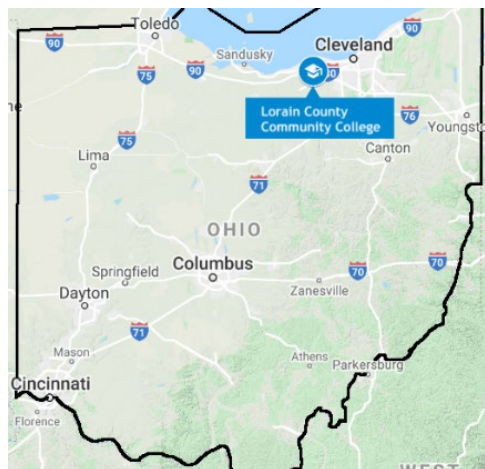 Toledo
90
90
Sandusky
Cleveland
75
90
Lorain County
Community College
76
Youngst
75
Lima
Canton
71
OHIO
Columbus
Springfield
70
70
Zanesville
Dayton
71
Mason
Athens
Parkersburg
Cincinnati
Florence
WEST